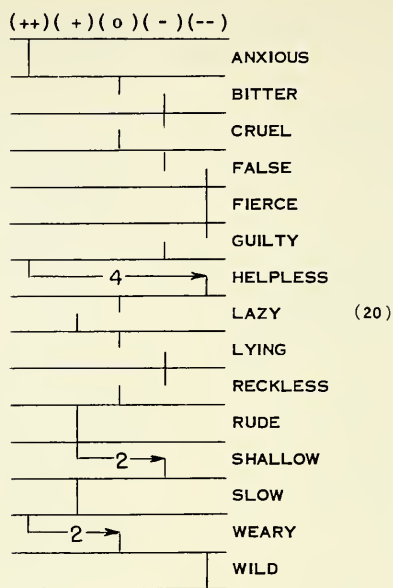 (++)( + )( o )( - )(--)
ANXIOUS
BITTER
CRUEL
FALSE
FIERCE
GUILTY
4 HELPLESS
LAZY (20)
LYING
RECKLESS
RUDE
2 SHALLOW
SLOW
2 WEARY
WILD